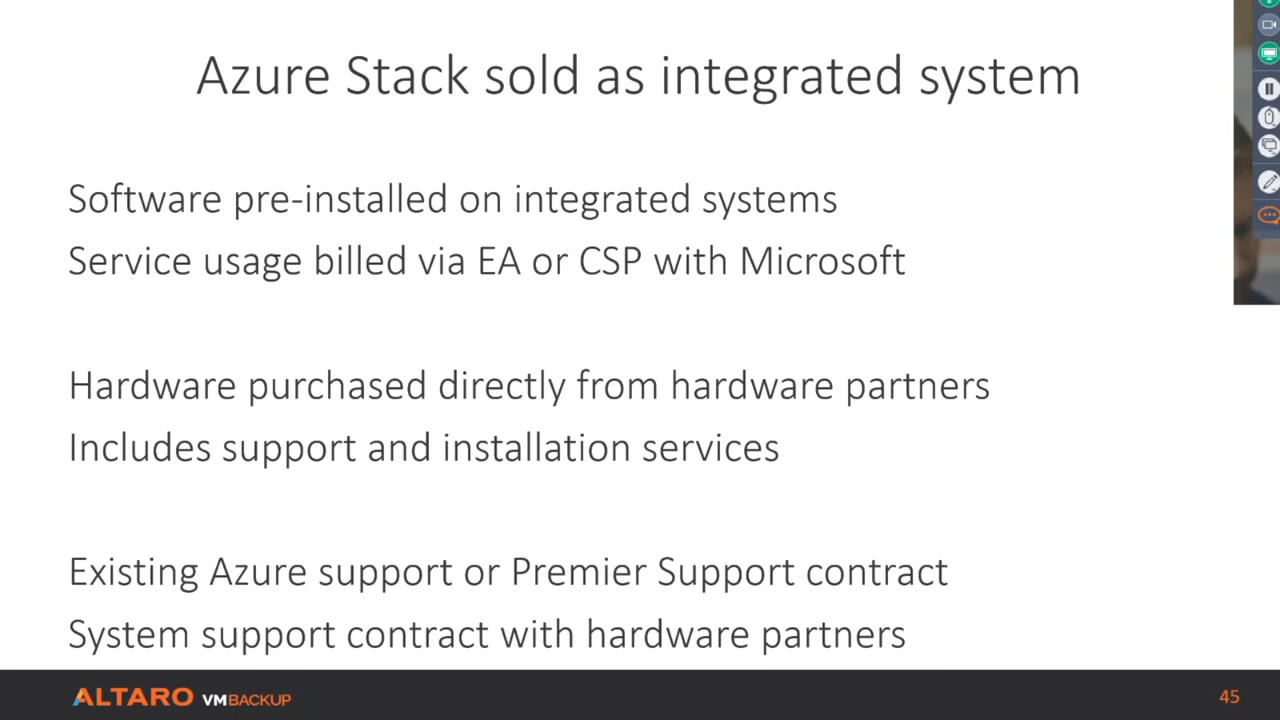 Azure Stack sold as integrated system
Software pre-installed on integrated systems
Service usage billed via EA or CSP with Microsoft
Hardware purchased directly from hardware partners
Includes support and installation services
Existing Azure support or Premier Support contract
System support contract with hardware partners
ALTARO VMBACKUP
45